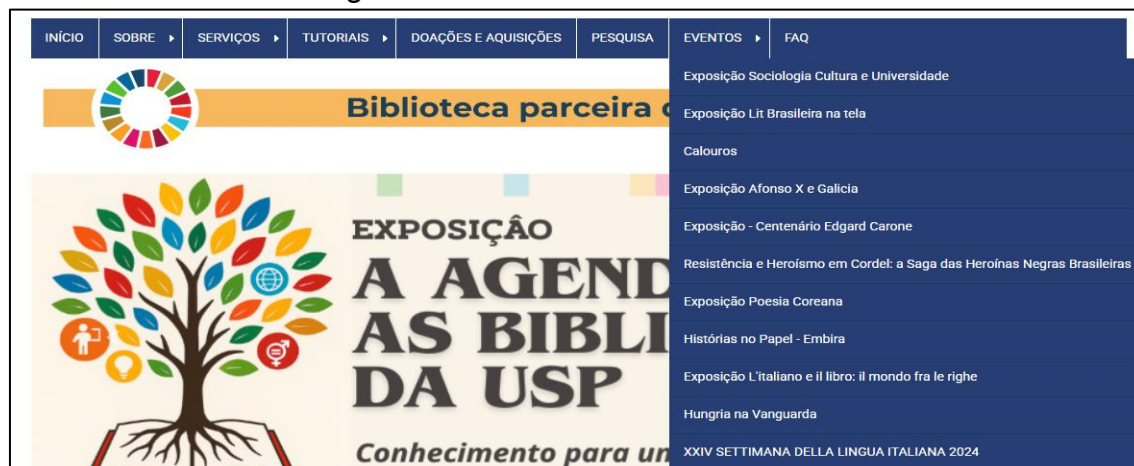 INÍCIO SOBRE SERVIÇOS TUTORIAIS DOAÇÕES E AQUISIÇÕES PESQUISA EVENTOS FAQ
Biblioteca parceira
EXPOSIÇÂO
A AGEND
AS BIBLI
DA USP
Conhecimento para un
Exposição Sociologia Cultura e Universidade
Exposição Lit Brasileira na tela
Calouros
Exposição Afonso X e Galicia
Exposição - Centenário Edgard Carone
Resistência e Heroísmo em Cordel: a Saga das Heroínas Negras Brasileiras
Exposição Poesia Coreana
Histórias no Papel - Embira
Exposição L'italiano e il libro: il mondo fra le righe
Hungria na Vanguarda
XXIV SETTIMANA DELLA LINGUA ITALIANA 2024